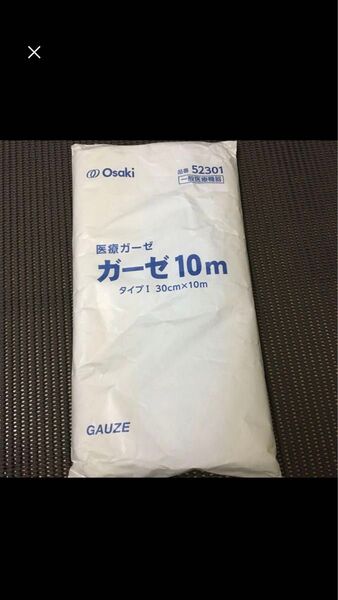 Osaki
品番 52301
一般医療機器
医療ガーゼ
ガーゼ 10m
タイプI 30cm×10m
GAUZE